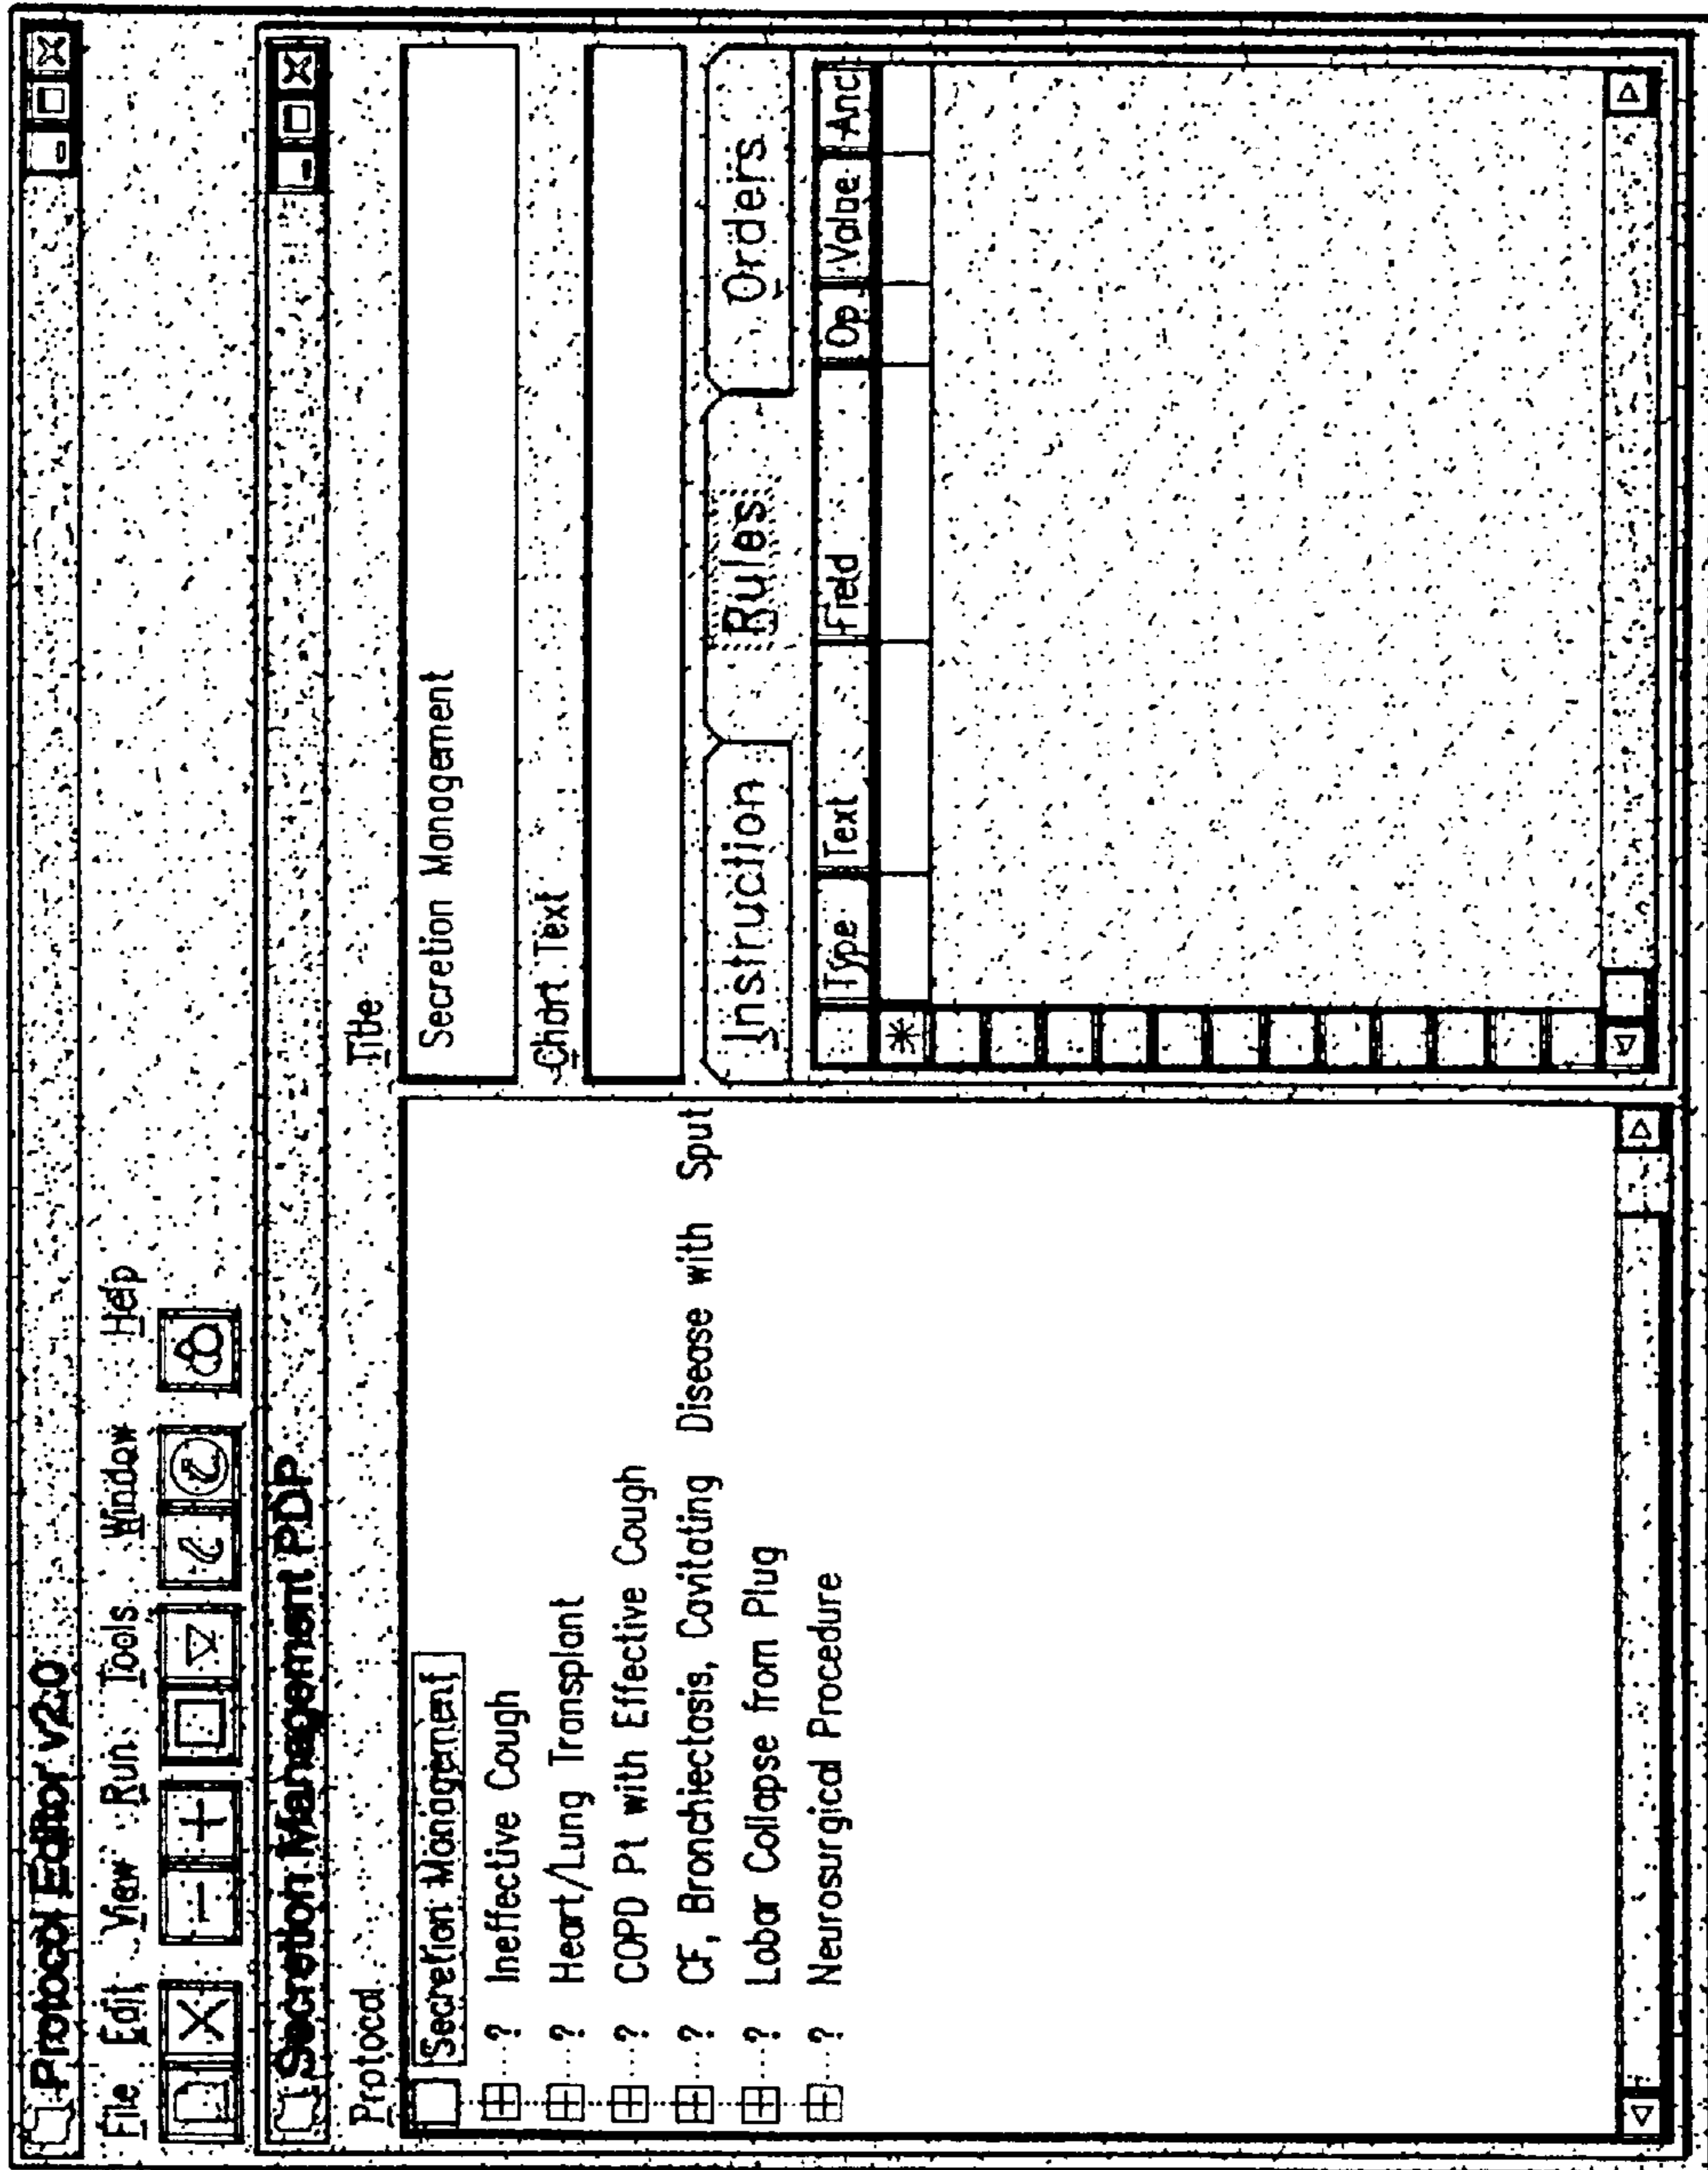 Protocol Editor v2.0
File Edit View Run Tools Window Help
Secretion Management PDP
Protocal
Secretion Management
? Ineffective Cough
? Heart/Lung Transplant
? COPD Pt with Effective Cough
? CF, Bronchiectasis, Cavitating Disease with Sput
? Lobar Collapse from Plug
? Neurosurgical Procedure
Title
Secretion Management
Chart Text
Instruction Rules Orders
Type Text Field Op Value And
*